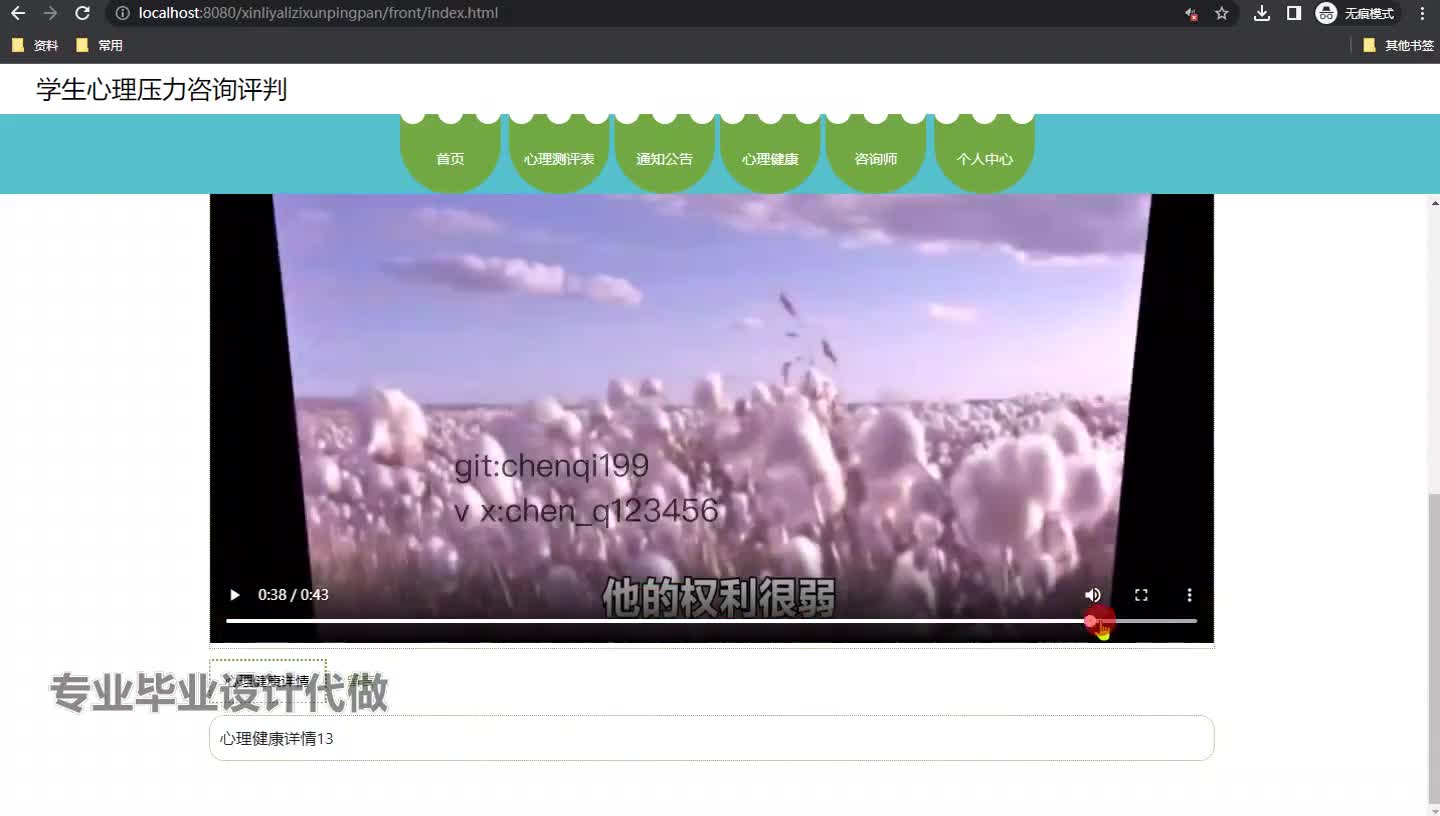 localhost:8080/xinliyalizixunpingpan/front/index.html
无痕模式
资料
常用
其他书签
学生心理压力咨询评判
首页
心理测评表
通知公告
心理健康
咨询师
个人中心
git:chenqi199
v x:chen_q123456
他的权利很弱
0:38 / 0:43
心理健康详情
专业毕业设计代做
心理健康详情13